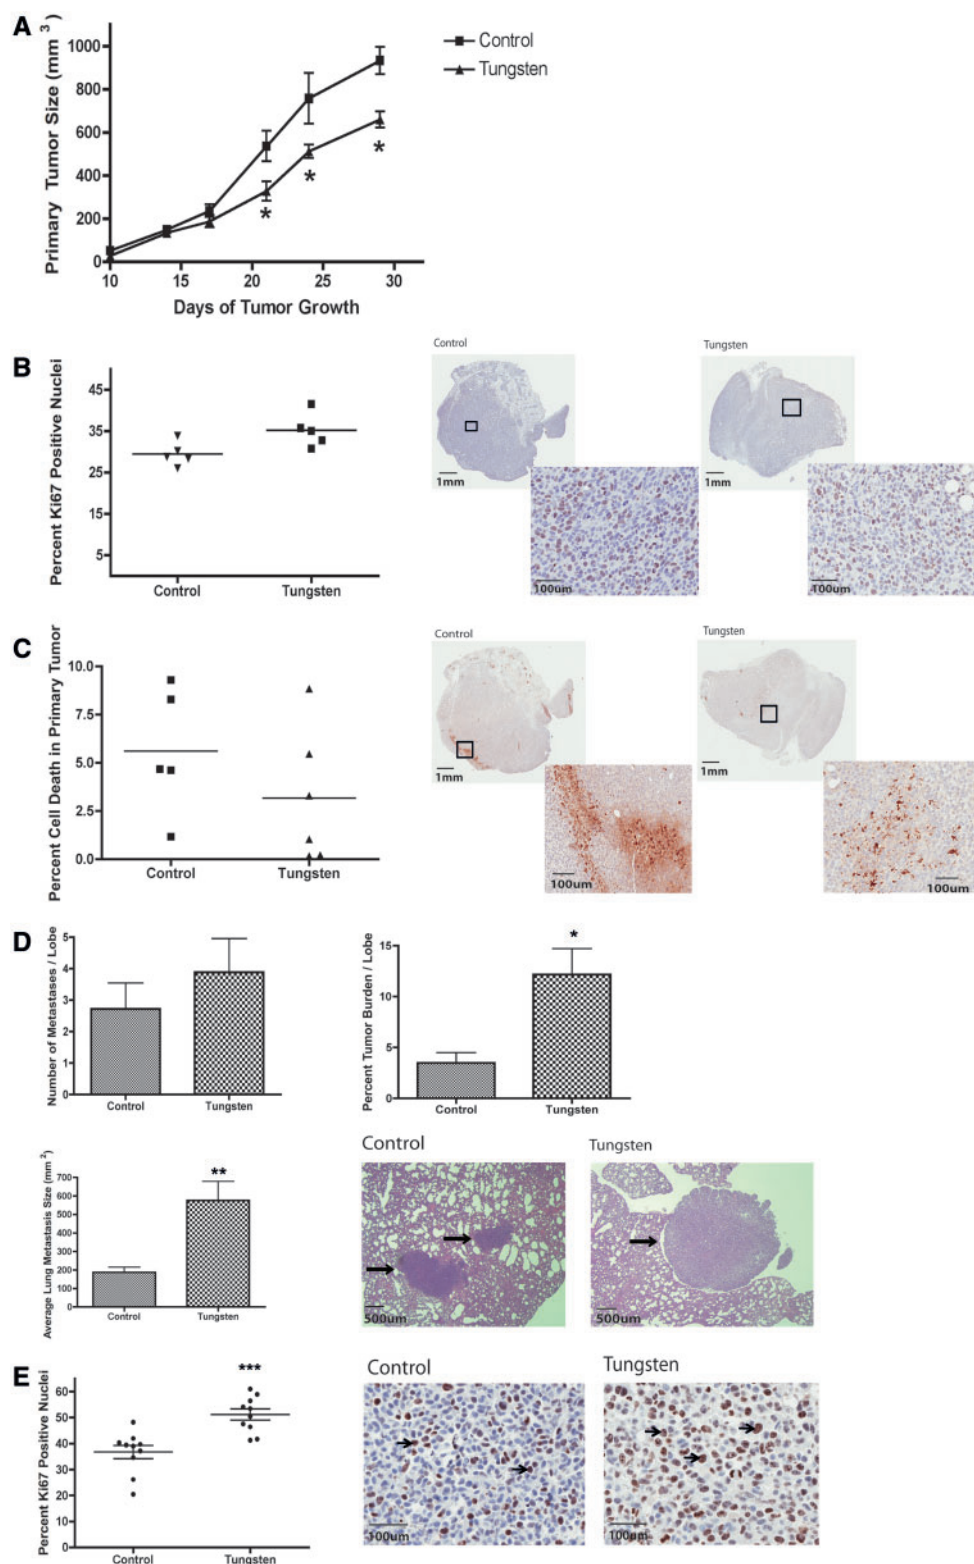 A
Primary Tumor Size (mm 3)
1000
800
600
400
200
0
10
15
20
25
30
Days of Tumor Growth
Control
Tungsten
*
*
*
B
Percent Ki67 Positive Nuclei
45
35
25
15
5
Control
Tungsten
Control
1mm
100um
Tungsten
1mm
100um
C
Percent Cell Death in Primary Tumor
10.0
7.5
5.0
2.5
0.0
Control
Tungsten
Control
1mm
100um
Tungsten
1mm
100um
D
Number of Metastases / Lobe
5
4
3
2
1
0
Control
Tungsten
Percent Tumor Burden / Lobe
15
10
5
0
*
Control
Tungsten
Average Lung Metastasis Size (mm 2)
700
600
500
400
300
200
100
0
**
Control
Tungsten
Control
500um
Tungsten
500um
E
Percent Ki67 Positive Nuclei
60
50
40
30
20
10
0
***
Control
Tungsten
Control
100um
Tungsten
100um